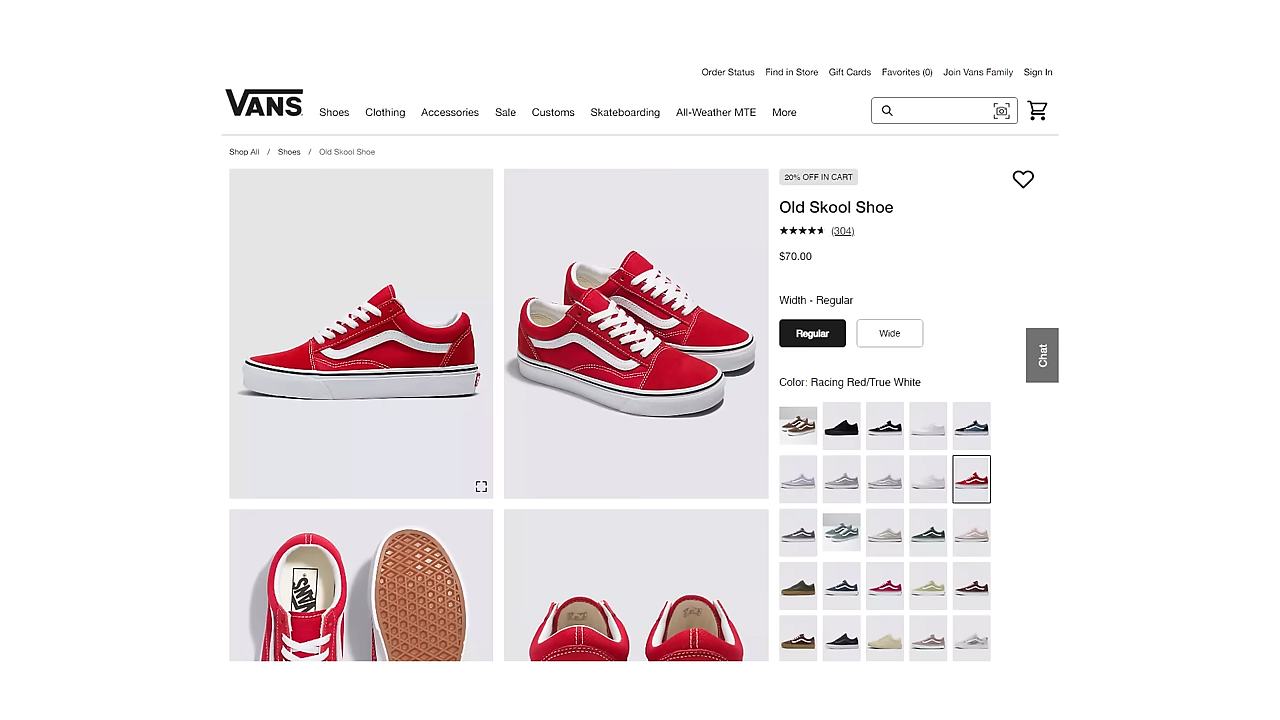 Order Status Find in Store Gift Cards Favorites (0) Join Vans Family Sign In
VANS Shoes Clothing Accessories Sale Customs Skateboarding All-Weather MTE More
Shop All / Shoes / Old Skool Shoe
20% OFF IN CART
Old Skool Shoe
(304)
$70.00
Width - Regular
Regular Wide
Chat
Color: Racing Red/True White
VANS